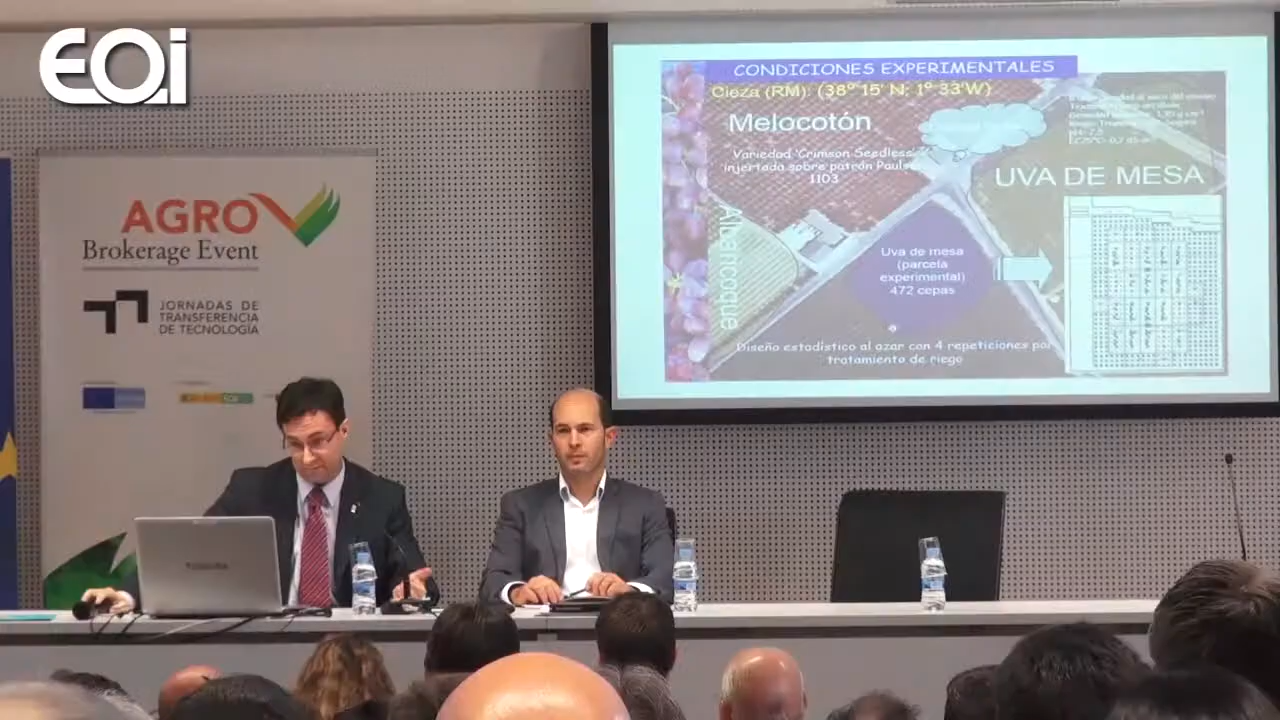 EOi
AGRO
Brokerage Event
JORNADAS DE
TRANSFERENCIA
DE TECNOLOGÍA
CONDICIONES EXPERIMENTALES
Cieza (RM): (38º 15' N; 1º 33'W)
Melocotón
Variedad 'Crimson Seedless'
injertada sobre patrón Paulsen
1103
UVA DE MESA
Albaricoque
Uva de mesa
(parcela
experimental)
472 cepas
Diseño estadístico al azar con 4 repeticiones por
tratamiento de riego
TOSHIBA